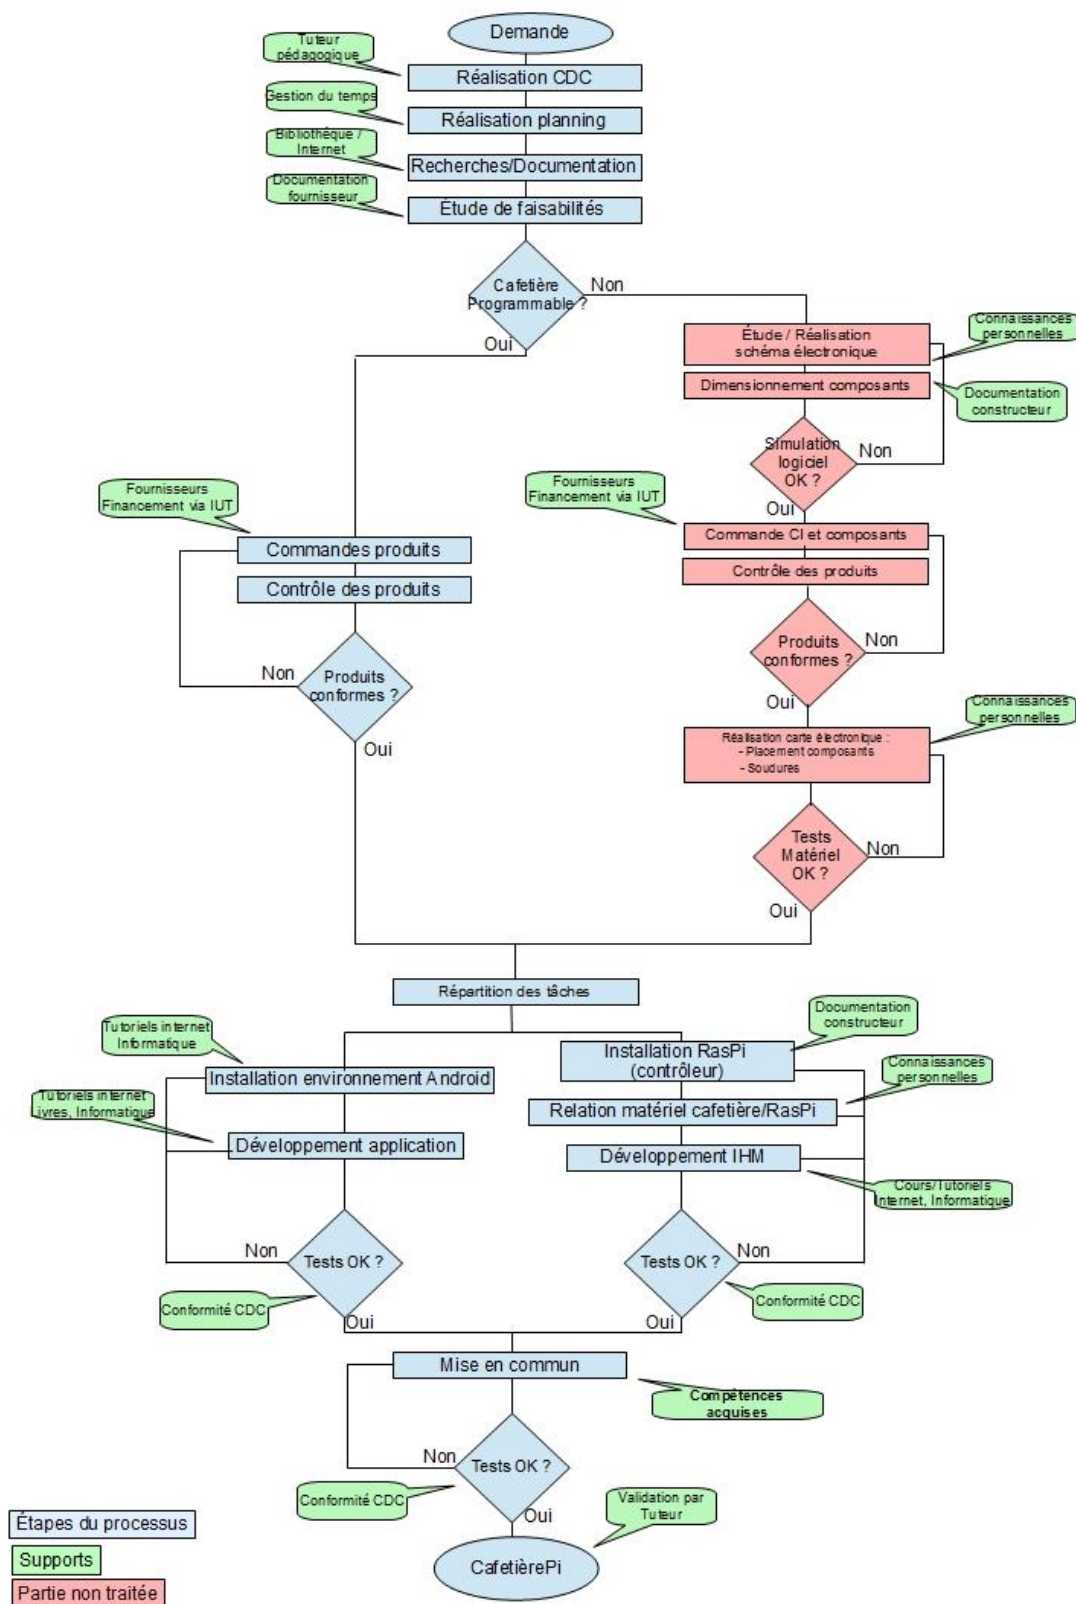 Demande
Tuteur
pédagogique
Réalisation CDC
Gestion du temps
Réalisation planning
Bibliothèque /
Internet
Recherches/Documentation
Documentation
fournisseur
Étude de faisabilités
Cafetière
Programmable ?
Non
Oui
Étude / Réalisation
schéma électronique
Connaissances
personnelles
Dimensionnement composants
Documentation
constructeur
Simulation
logiciel
OK ?
Non
Oui
Fournisseurs
Financement via IUT
Commande CI et composants
Contrôle des produits
Fournisseurs
Financement via IUT
Commandes produits
Contrôle des produits
Produits
conformes ?
Non
Oui
Produits
conformes ?
Non
Oui
Connaissances
personnelles
Réalisation carte électronique :
- Placement composants
- Soudures
Tests
Matériel
OK ?
Non
Oui
Répartition des tâches
Tutoriels internet
Informatique
Installation environnement Android
Tutoriels internet
ivres, Informatique
Développement application
Tests OK ?
Non
Conformité CDC
Oui
Documentation
constructeur
Installation RasPi
(contrôleur)
Connaissances
personnelles
Relation matériel cafetière/RasPi
Développement IHM
Cours/Tutoriels
Internet, Informatique
Tests OK ?
Non
Conformité CDC
Oui
Mise en commun
Compétences
acquises
Non
Tests OK ?
Conformité CDC
Oui
Validation par
Tuteur
CafetièrePi
Étapes du processus
Supports
Partie non traitée